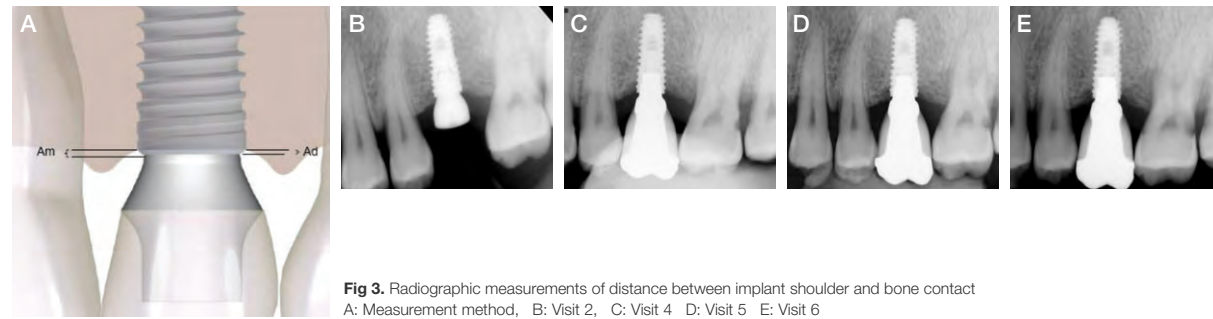 A
B
C
D
E
Am
Ad
Fig 3. Radiographic measurements of distance between implant shoulder and bone contact
A: Measurement method, B: Visit 2, C: Visit 4 D: Visit 5 E: Visit 6